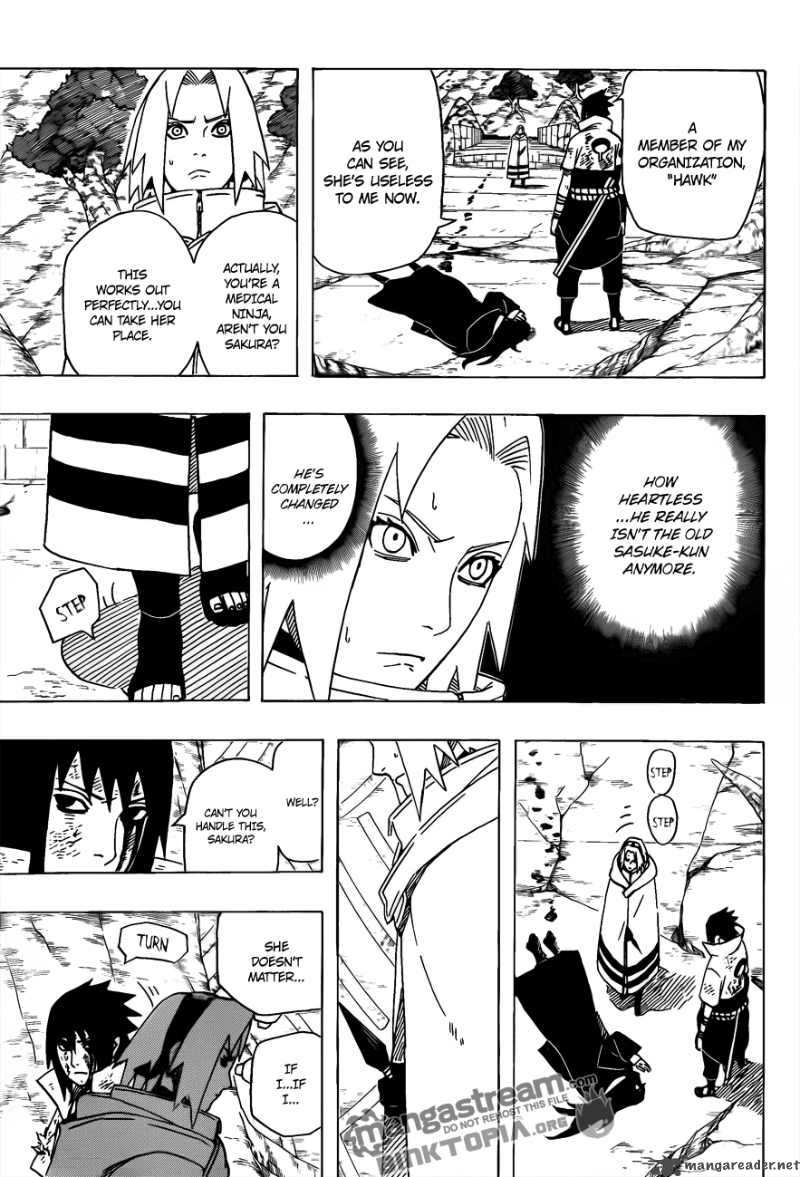 A
MEMBER OF MY
ORGANIZATION,
"HAWK"
AS YOU
CAN SEE,
SHE'S USELESS
TO ME NOW.
ACTUALLY,
YOU'RE A
MEDICAL
NINJA,
AREN'T YOU
SAKURA?
THIS
WORKS OUT
PERFECTLY...YOU
CAN TAKE HER
PLACE.
HOW
HEARTLESS
...HE REALLY
ISN'T THE OLD
SASUKE-KUN
ANYMORE.
HE'S
COMPLETELY
CHANGED
...
STEP
STEP
STEP
WELL?
CAN'T YOU
HANDLE THIS,
SAKURA?
TURN
SHE
DOESN'T
MATTER...
IF
I...IF
I...
mangastream.com
DO NOT REHOST THIS FILE
BINKTOPIA.ORG
mangareader.net